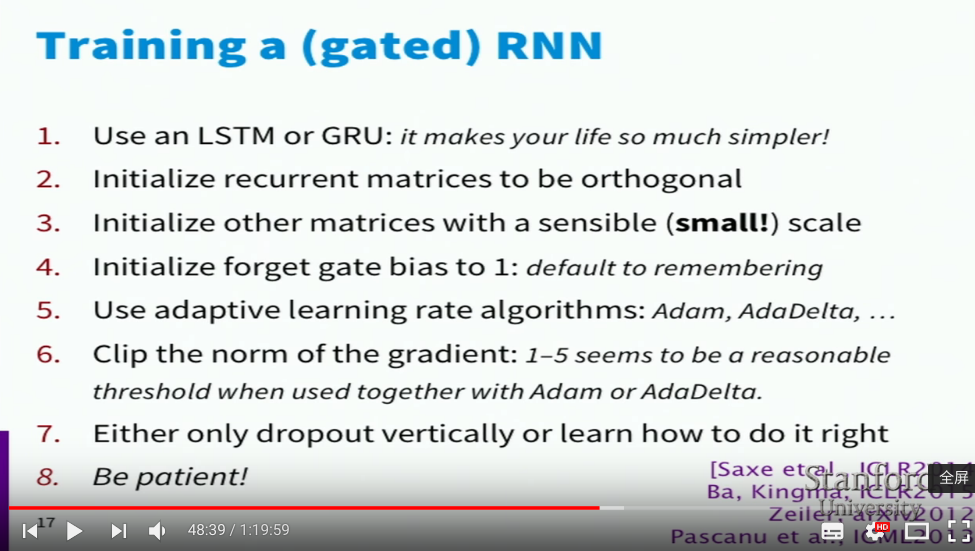 Training a (gated) RNN
1. Use an LSTM or GRU: it makes your life so much simpler!
2. Initialize recurrent matrices to be orthogonal
3. Initialize other matrices with a sensible (small!) scale
4. Initialize forget gate bias to 1: default to remembering
5. Use adaptive learning rate algorithms: Adam, AdaDelta, …
6. Clip the norm of the gradient: 1–5 seems to be a reasonable
threshold when used together with Adam or AdaDelta.
7. Either only dropout vertically or learn how to do it right
8. Be patient!
[Saxe et al., ICLR2014
Ba, Kingma, ICLR2015
Zeiler, arXiv2012
Pascanu et al., ICML2013
Stanford
University
全屏
17
48:39 / 1:19:59
HD